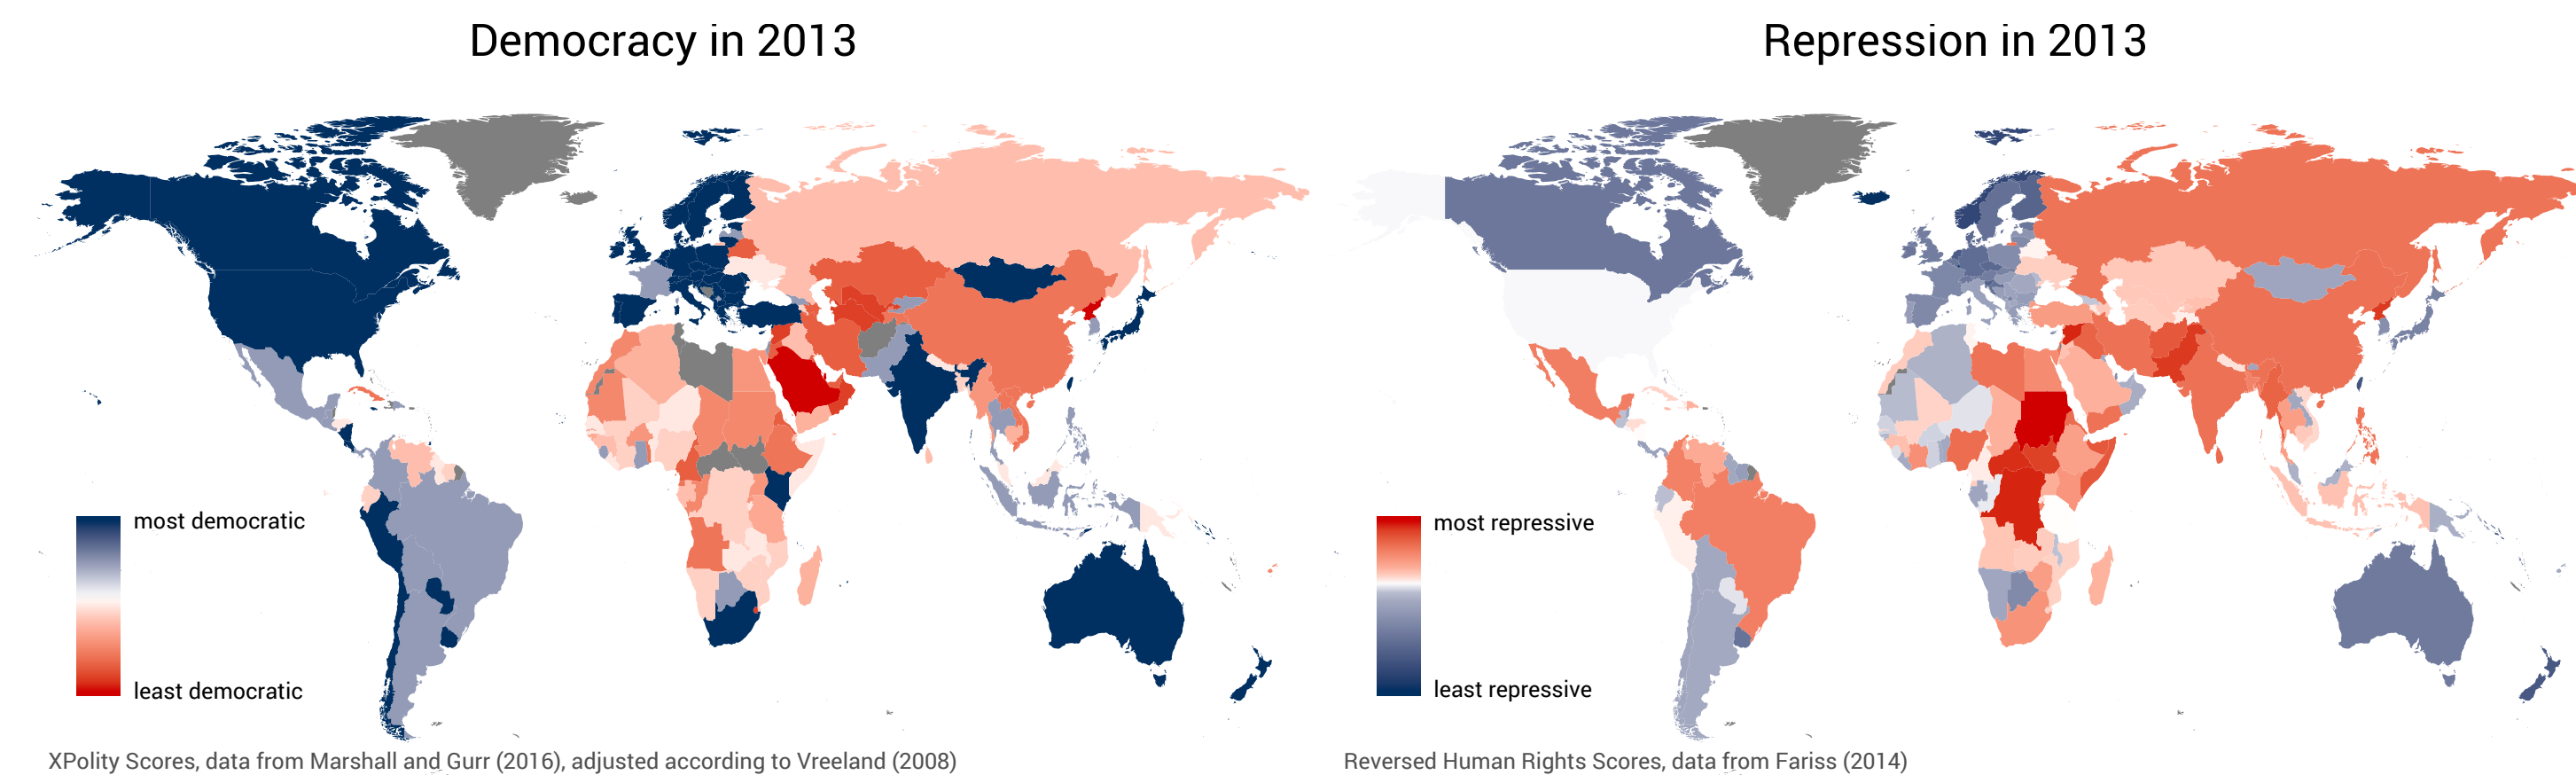 Democracy in 2013
Repression in 2013
most democratic
least democratic
most repressive
least repressive
XPolity Scores, data from Marshall and Gurr (2016), adjusted according to Vreeland (2008)
Reversed Human Rights Scores, data from Fariss (2014)